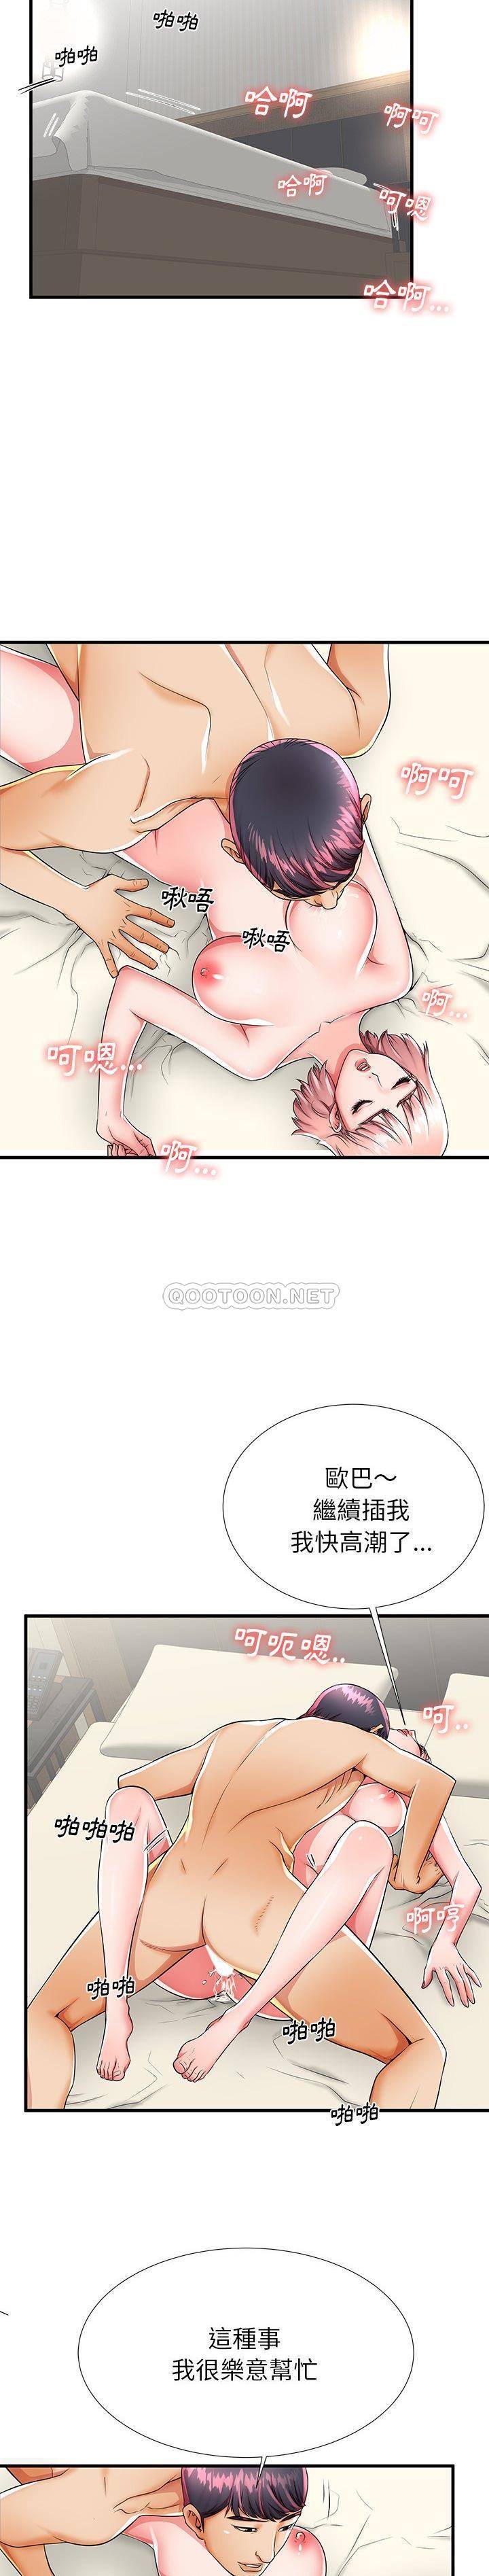 啪啪
啪啪
哈啊
啊呵
哈啊
呵嗯
哈啊...
啊呵
啾唔
啾唔
啊...
呵嗯...
啊...
QOOTOON.NET
歐巴～
繼續插我
我快高潮了...
呵呃嗯..
呵..
啪啪啪
啊哼
啪啪
啪啪
啪啪
這種事
我很樂意幫忙